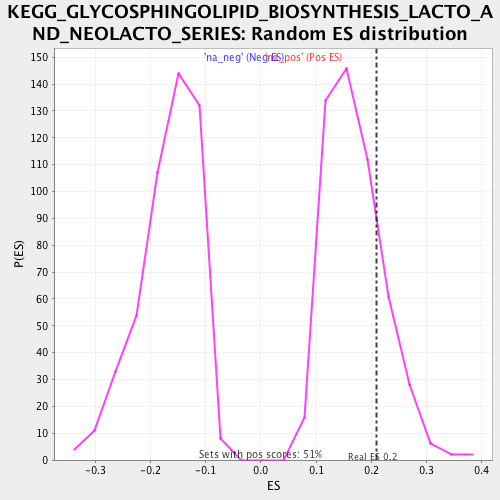 KEGG_GLYCOSPHINGOLIPID_BIOSYNTHESIS_LACTO_A
ND_NEOLACTO_SERIES: Random ES distribution
'na_neg' (Neg ES) 'na_pos' (Pos ES)
150
140
130
120
110
100
90
80
70
60
50
40
30
20
10
0
P(ES)
Sets with pos scores: 51%
Real ES 0.2
-0.3 -0.2 -0.1 0.0 0.1 0.2 0.3 0.4
ES